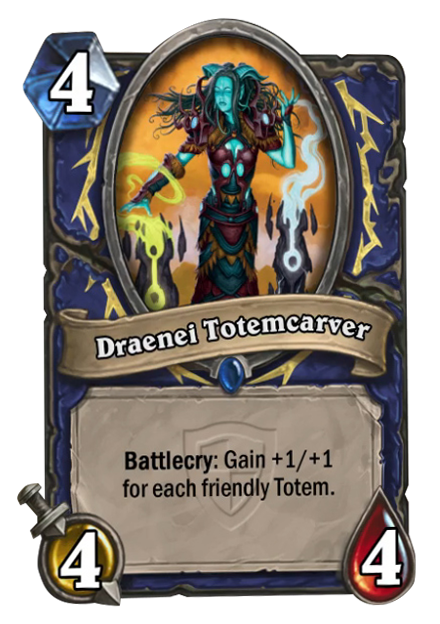 4
Draenei Totemcarver
Battlecry: Gain +1/+1
for each friendly Totem.
4
4